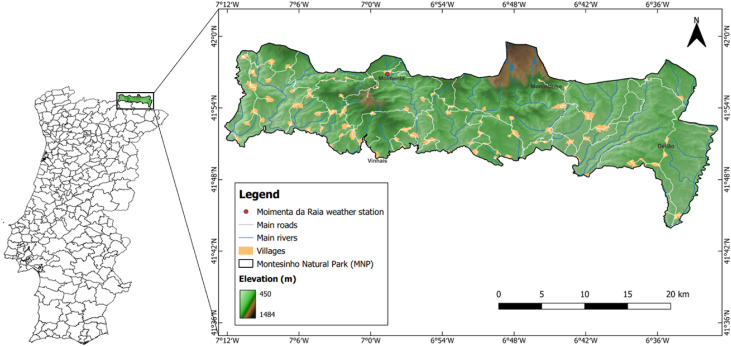 7°12'W 7°6'W 7°0'W 6°54'W 6°48'W 6°42'W 6°36'W
42°0'N
N
Moimenta
Montesinho
41°54'N
Deilão
Vinhais
41°48'N
Legend
Moimenta da Raia weather station
Main roads
Main rivers
Villages
Montesinho Natural Park (MNP)
Elevation (m)
450
1484
41°42'N
0 5 10 15 20 km
41°36'N
7°12'W 7°6'W 7°0'W 6°54'W 6°48'W 6°42'W 6°36'W